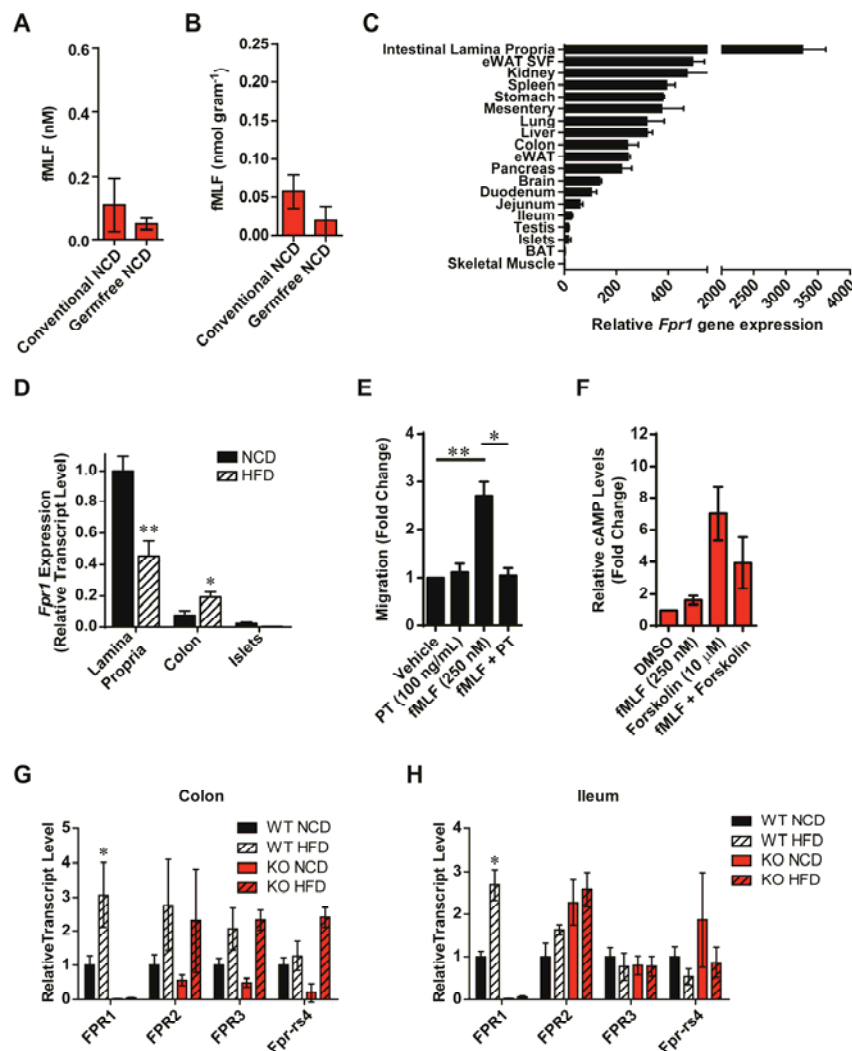 A
fMLF (nM)
0.6
0.4
0.2
0.0
Conventional NCD
Germfree NCD
B
fMLF (nmol gram⁻¹)
0.25
0.20
0.15
0.10
0.05
0.00
Conventional NCD
Germfree NCD
C
Intestinal Lamina Propria
eWAT SVF
Kidney
Spleen
Stomach
Mesentery
Lung
Liver
Colon
eWAT
Pancreas
Brain
Duodenum
Jejunum
Ileum
Testis
Islets
BAT
Skeletal Muscle
0 200 400 2000 2500 3000 3500 4000
Relative Fpr1 gene expression
D
Fpr1 Expression
(Relative Transcript Level)
1.0
0.8
0.6
0.4
0.2
0.0
NCD
HFD
**
*
Lamina
Propria
Colon
Islets
E
Migration (Fold Change)
4
3
2
1
0
**
*
Vehicle
PT (100 ng/mL)
fMLF (250 nM)
fMLF + PT
F
Relative cAMP Levels
(Fold Change)
12
8
4
0
DMSO
fMLF (250 nM)
Forskolin (10 μM)
fMLF + Forskolin
G
Colon
RelativeTranscript Level
5
4
3
2
1
0
*
WT NCD
WT HFD
KO NCD
KO HFD
FPR1
FPR2
FPR3
Fpr-rs4
H
Ileum
RelativeTranscript Level
4
3
2
1
0
*
WT NCD
WT HFD
KO NCD
KO HFD
FPR1
FPR2
FPR3
Fpr-rs4